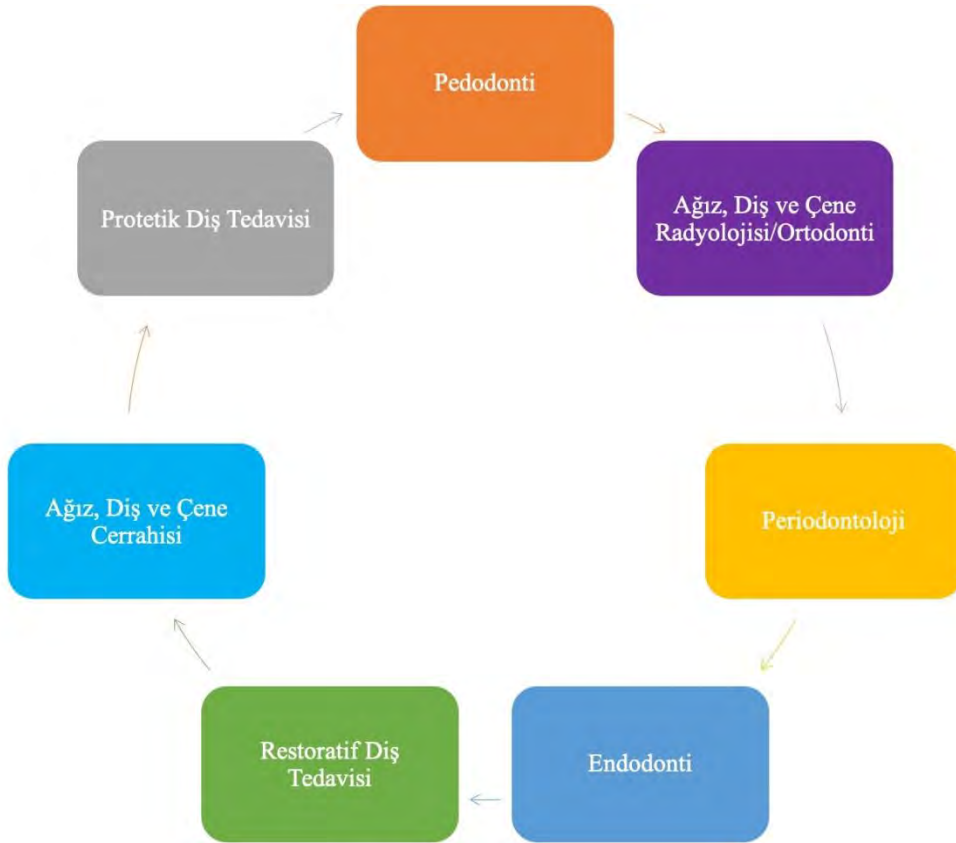 Pedodonti
Ağız, Diş ve Çene
Radyolojisi/Ortodonti
Periodontoloji
Endodonti
Restoratif Diş
Tedavisi
Ağız, Diş ve Çene
Cerrahisi
Protetik Diş Tedavisi